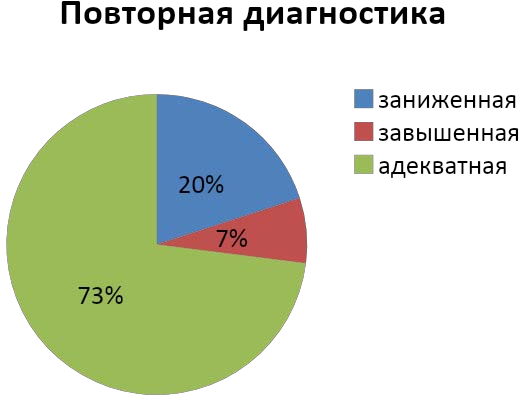 Повторная диагностика
заниженная
завышенная
адекватная
20%
7%
73%